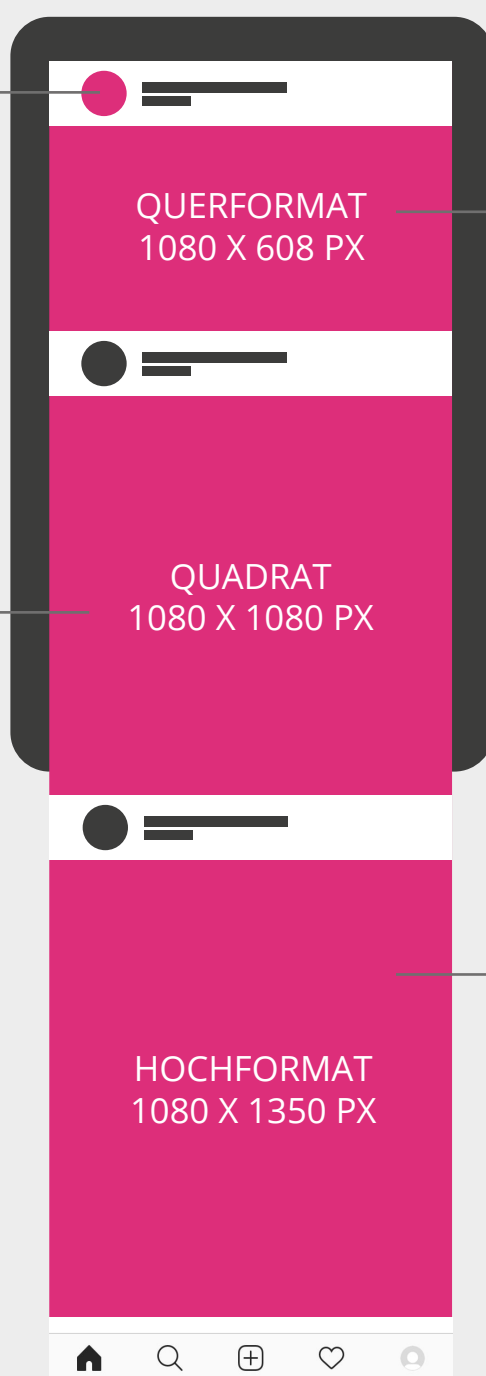 QUERFORMAT
1080 X 608 PX
QUADRAT
1080 X 1080 PX
HOCHFORMAT
1080 X 1350 PX